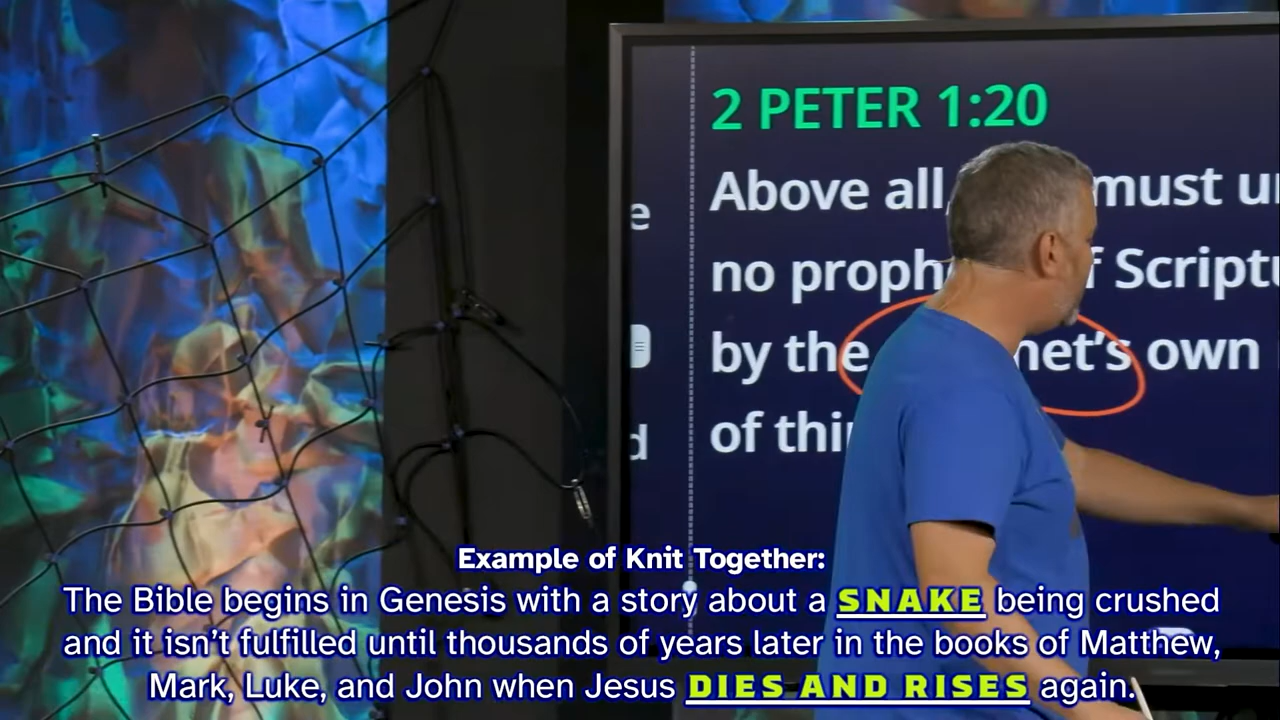 2 PETER 1:20
Above all, must
no prophe f Scriptu
e
by the net's own
d
of thi
Example of Knit Together:
The Bible begins in Genesis with a story about a SNAKE being crushed
and it isn't fulfilled until thousands of years later in the books of Matthew,
Mark, Luke, and John when Jesus DIES AND RISES again.